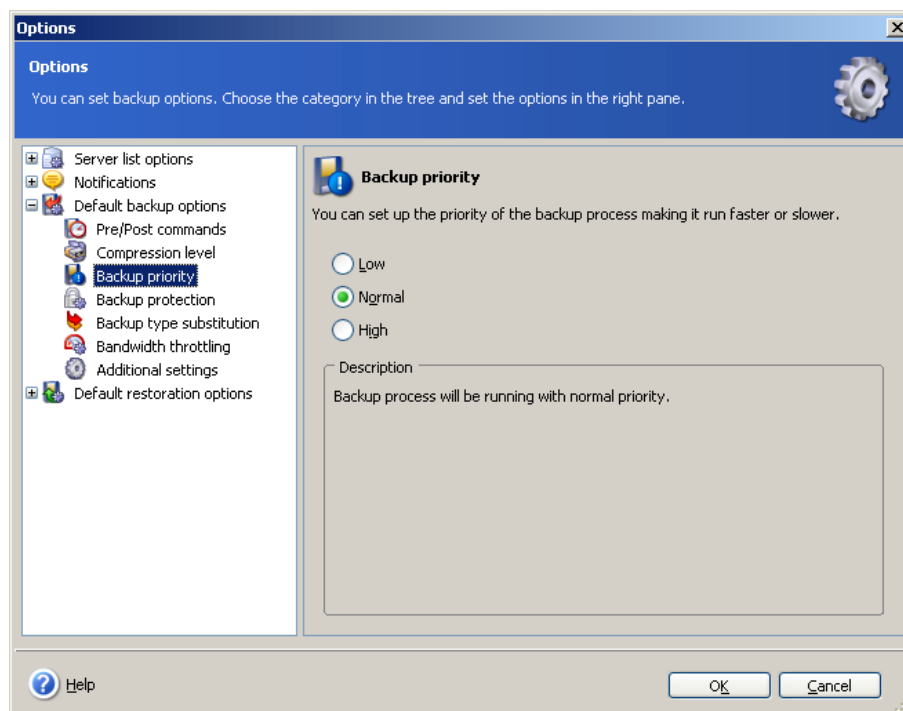 Options
Options
You can set backup options. Choose the category in the tree and set the options in the right pane.
Server list options
Notifications
Default backup options
Pre/Post commands
Compression level
Backup priority
Backup protection
Backup type substitution
Bandwidth throttling
Additional settings
Default restoration options
Backup priority
You can set up the priority of the backup process making it run faster or slower.
Low
Normal
High
Description
Backup process will be running with normal priority.
Help
OK
Cancel